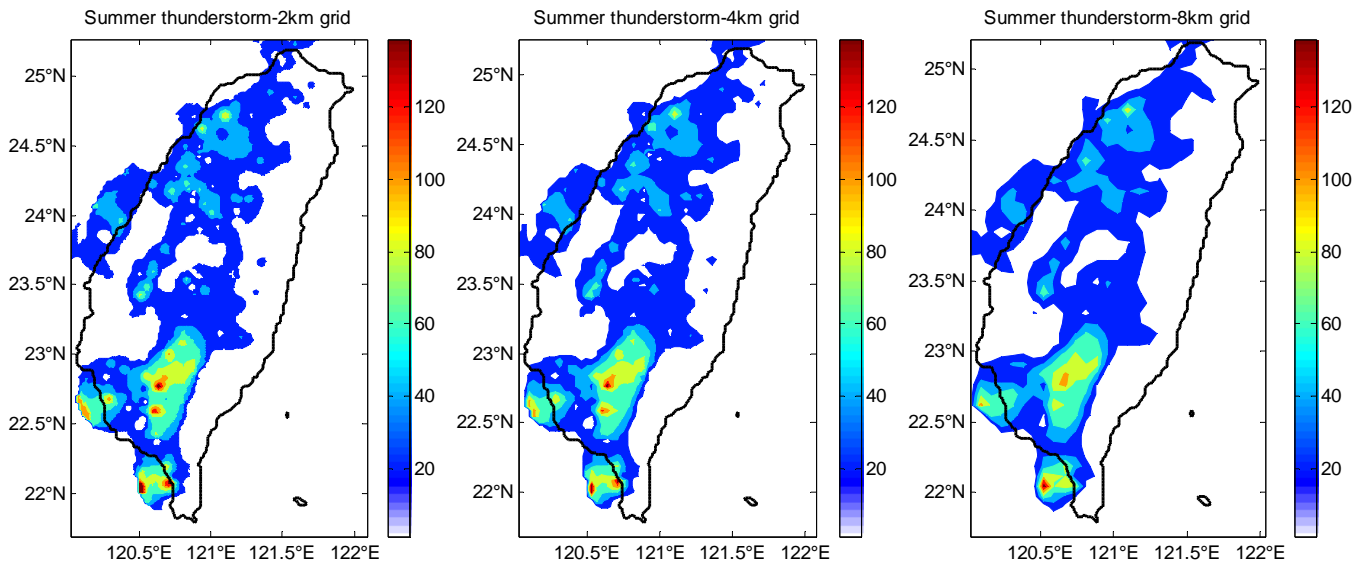 Summer thunderstorm-2km grid
25°N
24.5°N
24°N
23.5°N
23°N
22.5°N
22°N
120.5°E 121°E 121.5°E 122°E
120
100
80
60
40
20
Summer thunderstorm-4km grid
25°N
24.5°N
24°N
23.5°N
23°N
22.5°N
22°N
120.5°E 121°E 121.5°E 122°E
120
100
80
60
40
20
Summer thunderstorm-8km grid
25°N
24.5°N
24°N
23.5°N
23°N
22.5°N
22°N
120.5°E 121°E 121.5°E 122°E
120
100
80
60
40
20